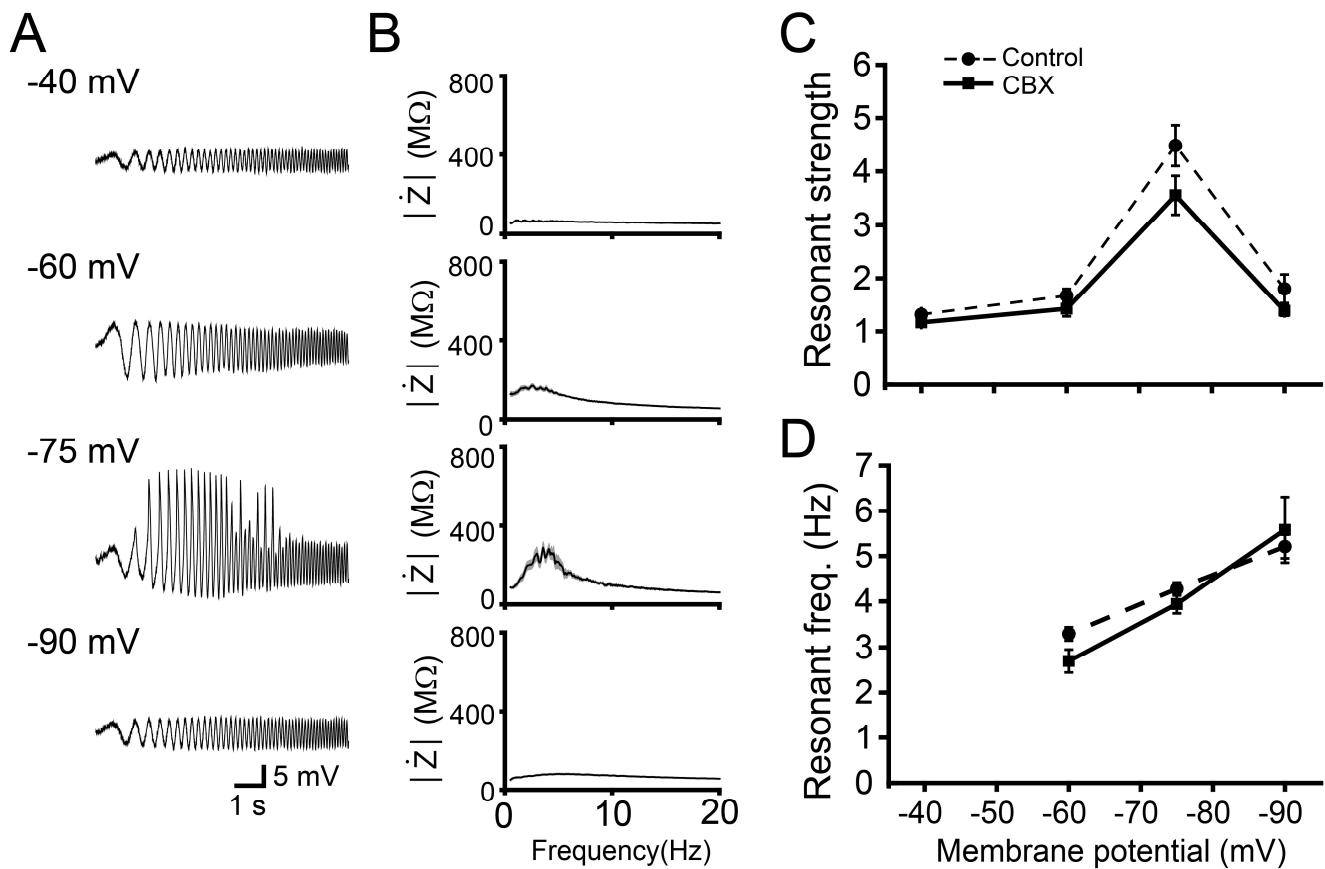 A
-40 mV
-60 mV
-75 mV
-90 mV
5 mV
1 s
B
800
400
0
|Ż| (MΩ)
800
400
0
|Ż| (MΩ)
800
400
0
|Ż| (MΩ)
800
400
0
|Ż| (MΩ)
0 10 20
Frequency(Hz)
C
Control
CBX
6
5
4
3
2
1
0
Resonant strength
D
7
6
5
4
3
2
1
0
Resonant freq. (Hz)
-40 -50 -60 -70 -80 -90
Membrane potential (mV)